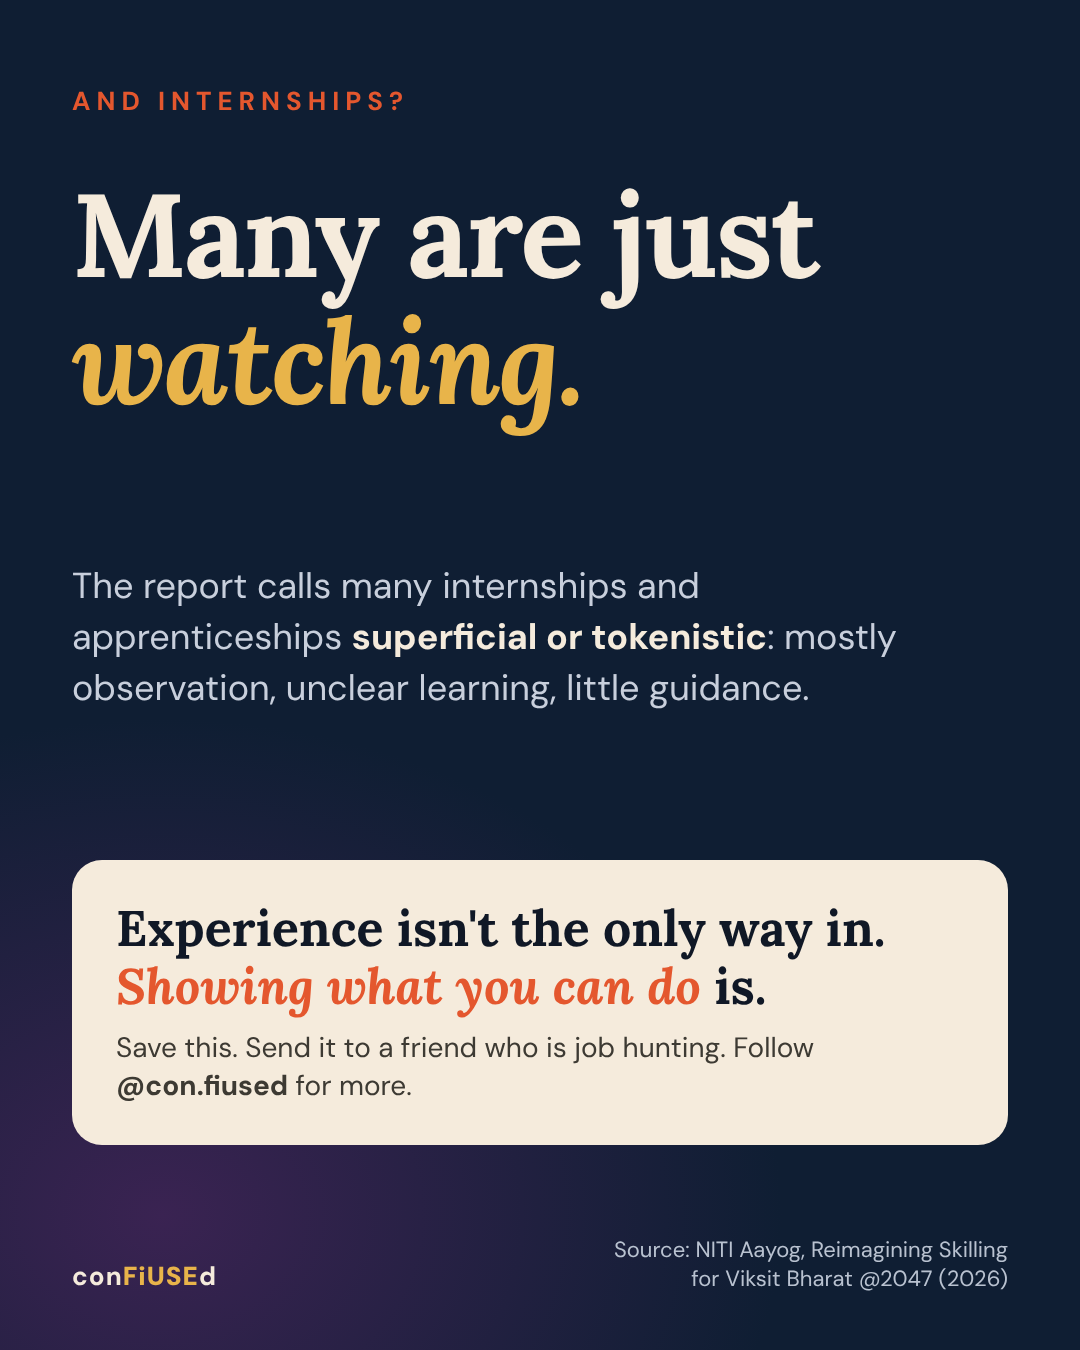 AND INTERNSHIPS?
Many are just
watching.
The report calls many internships and
apprenticeships superficial or tokenistic: mostly
observation, unclear learning, little guidance.
Experience isn't the only way in.
Showing what you can do is.
Save this. Send it to a friend who is job hunting. Follow
@con.fiused for more.
conFiUSEd
Source: NITI Aayog, Reimagining Skilling
for Viksit Bharat @2047 (2026)